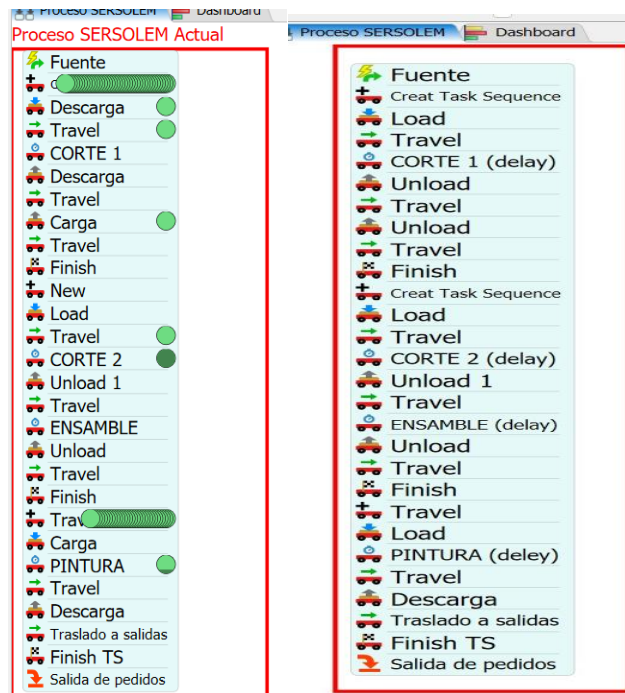 Proceso SERSOLEM
Dashboard
Proceso SERSOLEM Actual
Fuente
Descarga
Travel
CORTE 1
Descarga
Travel
Carga
Travel
Finish
New
Load
Travel
CORTE 2
Unload 1
Travel
ENSAMBLE
Unload
Travel
Finish
Carga
PINTURA
Travel
Descarga
Traslado a salidas
Finish TS
Salida de pedidos
Proceso SERSOLEM
Dashboard
Fuente
Creat Task Sequence
Load
Travel
CORTE 1 (delay)
Unload
Travel
Unload
Travel
Finish
Creat Task Sequence
Load
Travel
CORTE 2 (delay)
Unload 1
Travel
ENSAMBLE (delay)
Unload
Travel
Finish
Travel
Load
PINTURA (deley)
Travel
Descarga
Traslado a salidas
Finish TS
Salida de pedidos